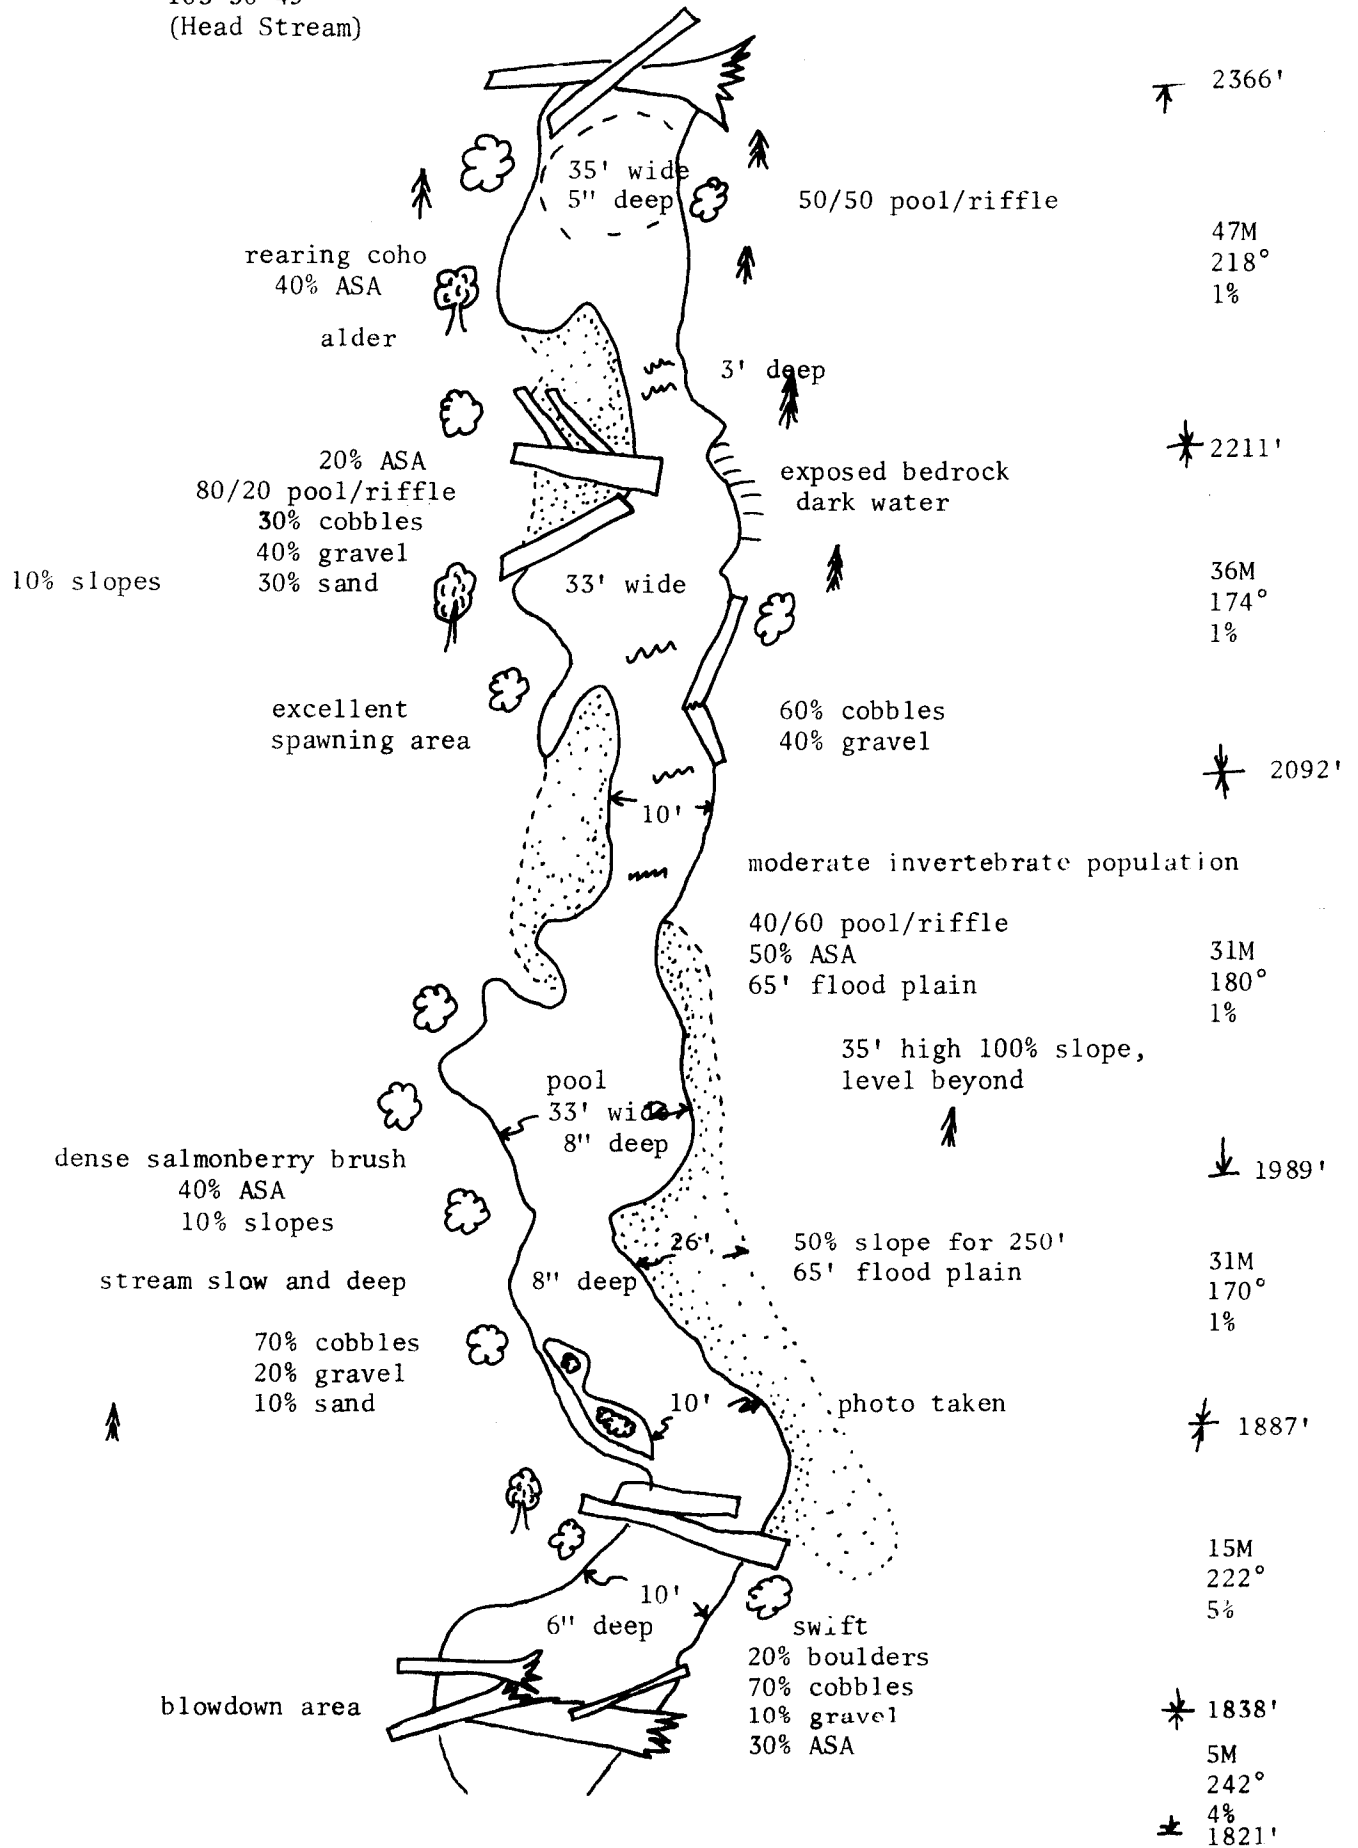 (Head Stream)
2366'
35' wide
5" deep
50/50 pool/riffle
47M
218°
1%
rearing coho
40% ASA
alder
3' deep
2211'
20% ASA
80/20 pool/riffle
30% cobbles
40% gravel
30% sand
10% slopes
exposed bedrock
dark water
33' wide
36M
174°
1%
excellent
spawning area
60% cobbles
40% gravel
2092'
10'
moderate invertebrate population
40/60 pool/riffle
50% ASA
65' flood plain
31M
180°
1%
35' high 100% slope,
level beyond
pool
33' wide
8" deep
dense salmonberry brush
40% ASA
10% slopes
1989'
26'
50% slope for 250'
65' flood plain
stream slow and deep
8" deep
31M
170°
1%
70% cobbles
20% gravel
10% sand
10'
photo taken
1887'
15M
222°
5%
10'
6" deep
swift
20% boulders
70% cobbles
10% gravel
30% ASA
blowdown area
1838'
5M
242°
4%
1821'